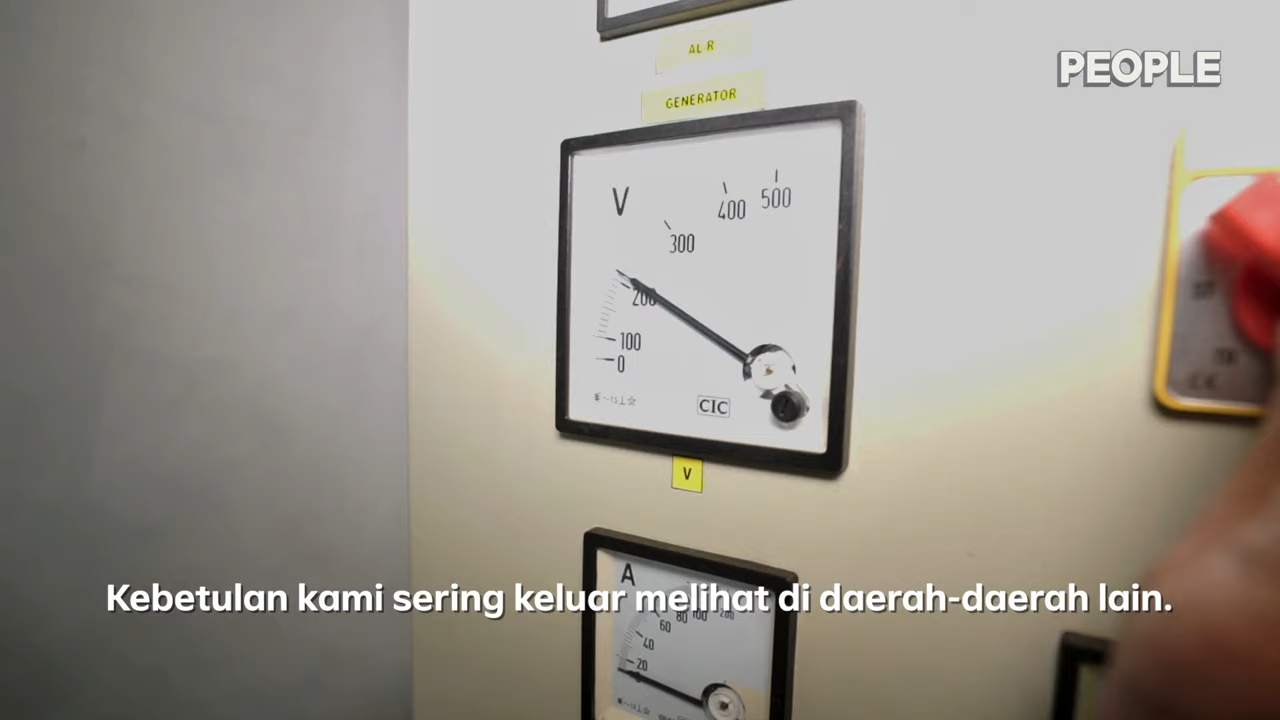 AL R
PEOPLE
GENERATOR
V
500
400
300
200
100
0
CIC
V
A
Kebetulan kami sering keluar melihat di daerah-daerah lain.
100
80
60
40
20